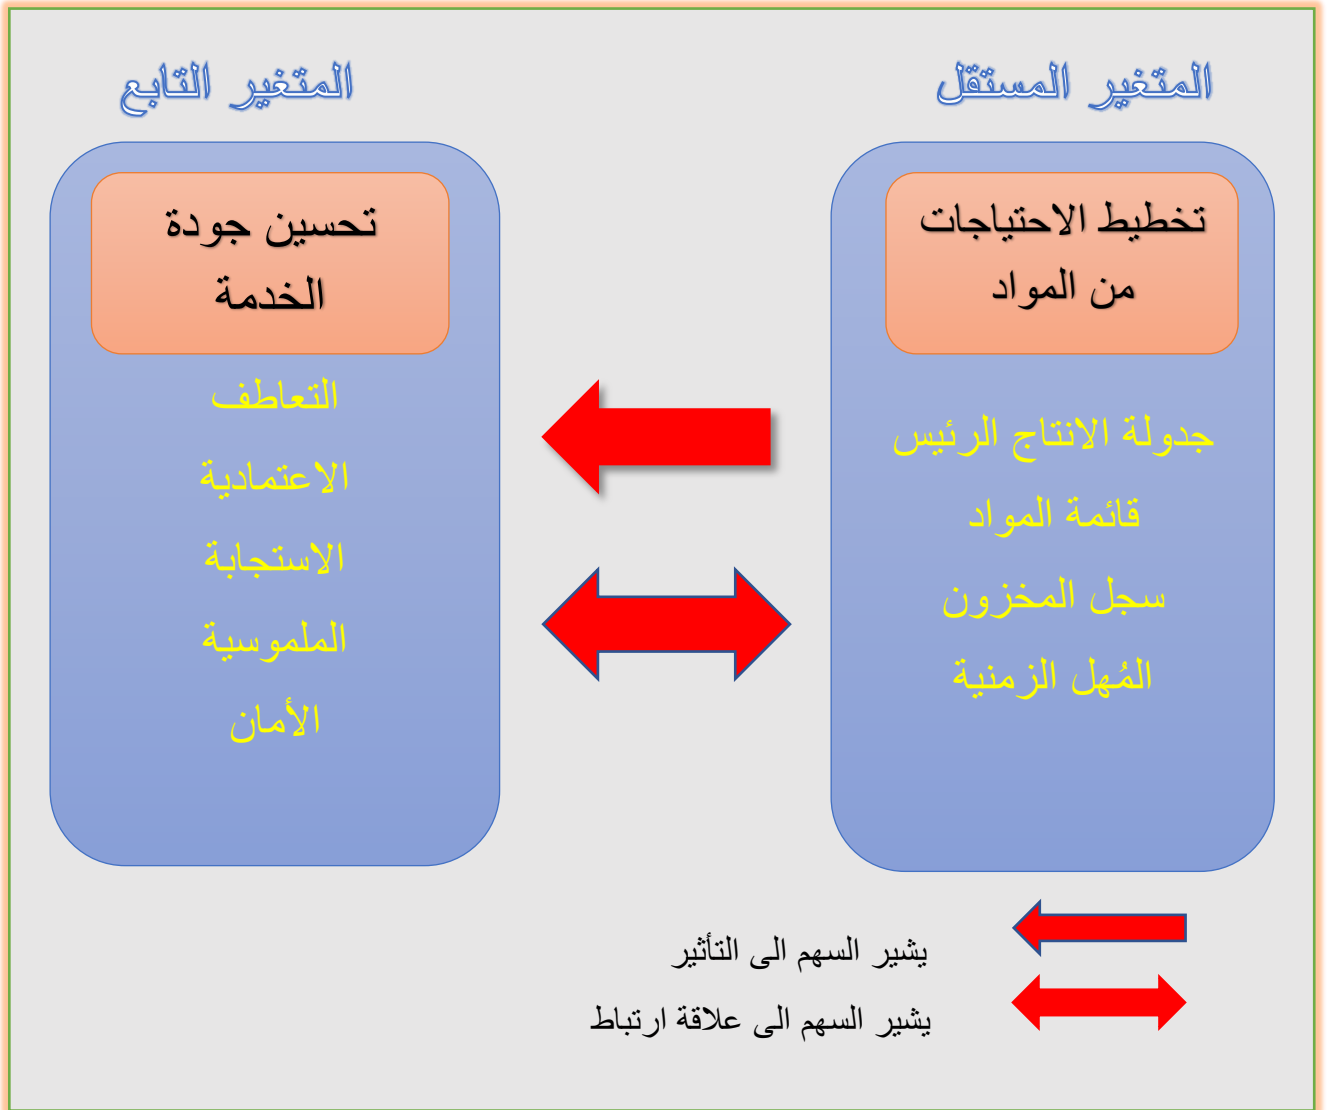 المتغير المستقل
تخطيط الاحتياجات
من المواد
جدولة الانتاج الرئيس
قائمة المواد
سجل المخزون
المُهل الزمنية
المتغير التابع
تحسين جودة
الخدمة
التعاطف
الاعتمادية
الاستجابة
الملموسية
الأمان
يشير السهم الى التأثير
يشير السهم الى علاقة ارتباط